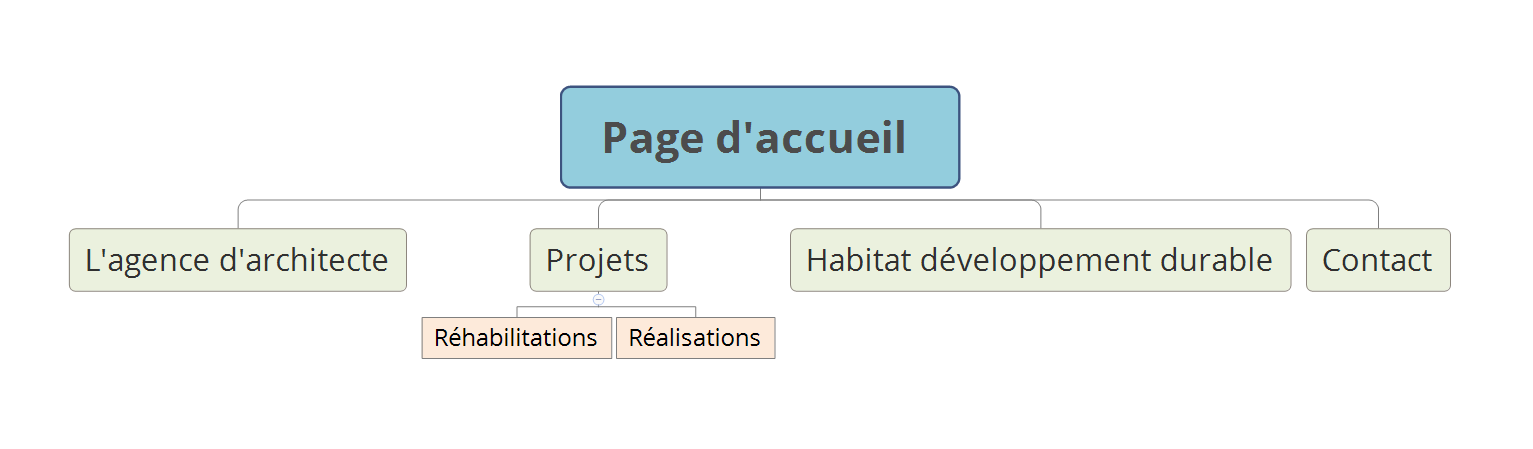 Page d'accueil
L'agence d'architecte
Projets
Habitat développement durable
Contact
Réhabilitations
Réalisations